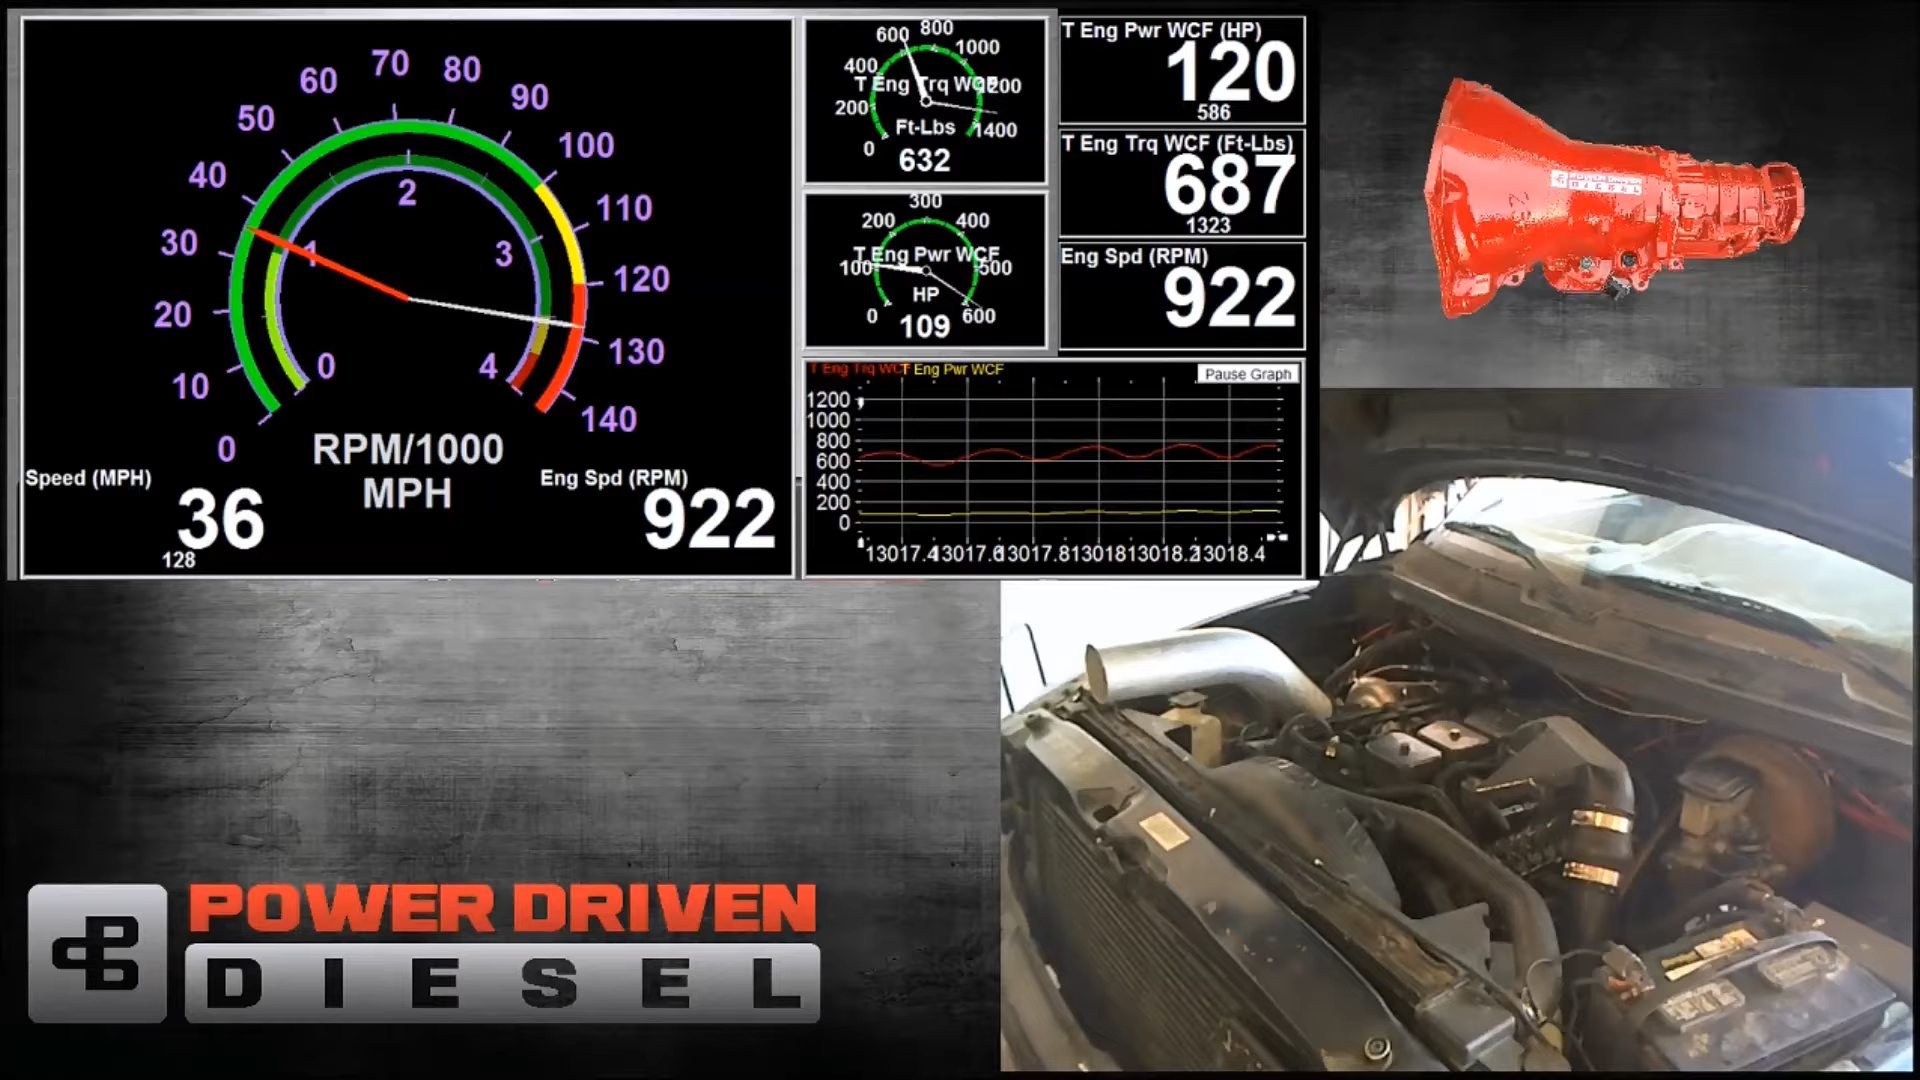 0
10
20
30
40
50
60
70
80
90
100
110
120
130
140
0
1
2
3
4
RPM/1000
MPH
Speed (MPH)
36
128
Eng Spd (RPM)
922
0
200
400
600
800
1000
1200
1400
T Eng Trq WCF
Ft-Lbs
632
0
100
200
300
400
500
600
T Eng Pwr WCF
HP
109
T Eng Pwr WCF (HP)
120
586
T Eng Trq WCF (Ft-Lbs)
687
1323
Eng Spd (RPM)
922
T Eng Trq WCF
T Eng Pwr WCF
Pause Graph
1200
1000
800
600
400
200
0
13017.4 13017.6 13017.8 13018 13018.2 13018.4
POWER DRIVEN
DIESEL
POWER DRIVEN
DIESEL